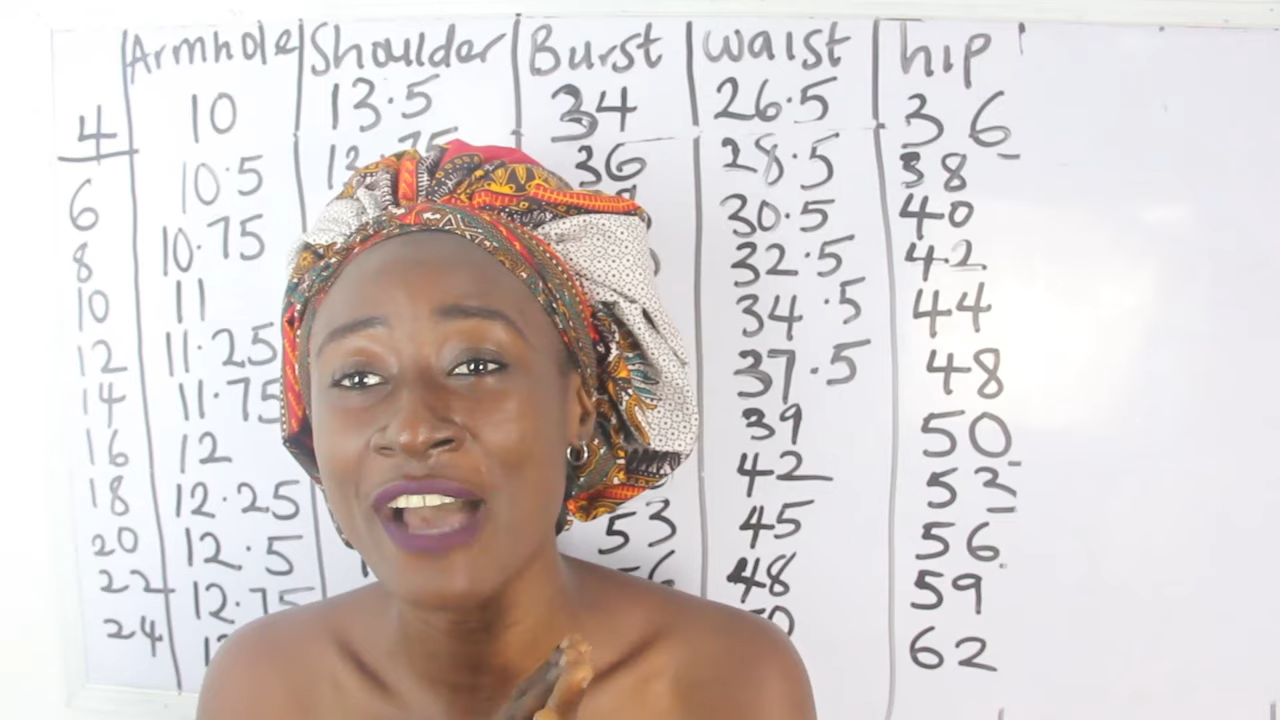 Armhole Shoulder Burst waist hip
4 10 13.5 34 26.5 36
6 10.5 36 28.5 38
8 10.75 30.5 40
10 11 32.5 42
12 11.25 34.5 44
14 11.75 37.5 48
16 12 39 50
18 12.25 42 53
20 12.5 53 45 56
22 12.75 56 48 59
24 62